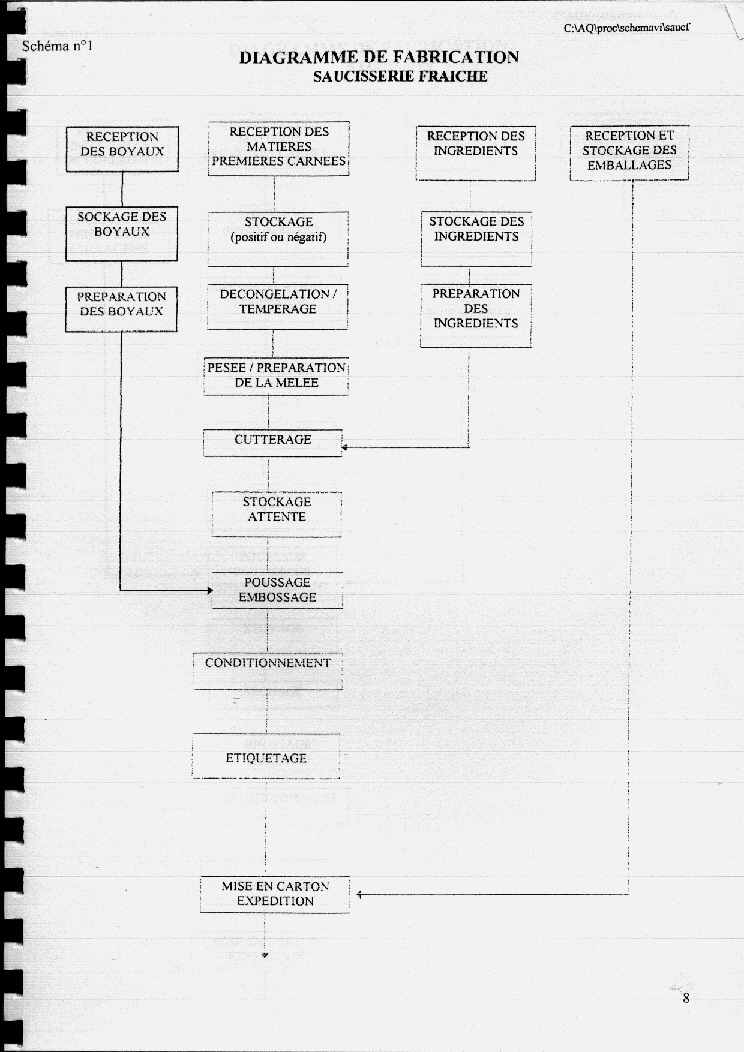 C:\AQ\proc\schemavi\saucf
Schéma n°1
DIAGRAMME DE FABRICATION
SAUCISSERIE FRAICHE
RECEPTION
DES BOYAUX
SOCKAGE DES
BOYAUX
PREPARATION
DES BOYAUX
RECEPTION DES
MATIERES
PREMIERES CARNEES
STOCKAGE
(positif ou négatif)
DECONGELATION /
TEMPERAGE
PESEE / PREPARATION
DE LA MELEE
CUTTERAGE
STOCKAGE
ATTENTE
POUSSAGE
EMBOSSAGE
CONDITIONNEMENT
ETIQUETAGE
MISE EN CARTON
EXPEDITION
RECEPTION DES
INGREDIENTS
STOCKAGE DES
INGREDIENTS
PREPARATION
DES
INGREDIENTS
RECEPTION ET
STOCKAGE DES
EMBALLAGES
8